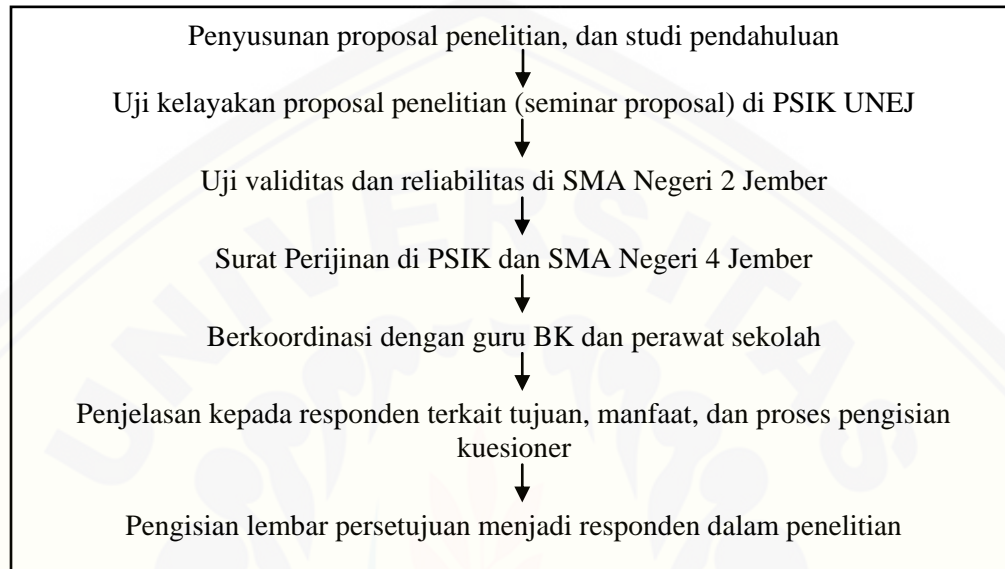 Penyusunan proposal penelitian, dan studi pendahuluan
Uji kelayakan proposal penelitian (seminar proposal) di PSIK UNEJ
Uji validitas dan reliabilitas di SMA Negeri 2 Jember
Surat Perijinan di PSIK dan SMA Negeri 4 Jember
Berkoordinasi dengan guru BK dan perawat sekolah
Penjelasan kepada responden terkait tujuan, manfaat, dan proses pengisian
kuesioner
Pengisian lembar persetujuan menjadi responden dalam penelitian
UNIVERSITAS